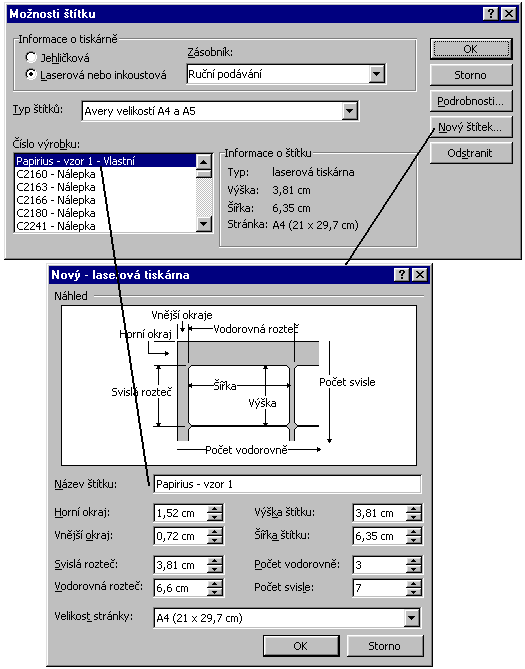 Možnosti štítku
Informace o tiskárně
Jehličková
Laserová nebo inkoustová
Zásobník:
Ruční podávání
OK
Storno
Podrobnosti...
Nový štítek...
Odstranit
Typ štítků:
Avery velikostí A4 a A5
Číslo výrobku:
Papirius - vzor 1 - Vlastní
C2160 - Nálepka
C2163 - Nálepka
C2166 - Nálepka
C2180 - Nálepka
C2241 - Nálepka
Informace o štítku
Typ: laserová tiskárna
Výška: 3,81 cm
Šířka: 6,35 cm
Stránka: A4 (21 x 29,7 cm)
Nový - laserová tiskárna
Náhled
Vnější okraje
Vodorovná rozteč
Horní okraj
Svislá rozteč
Šířka
Výška
Počet svisle
Počet vodorovně
Název štítku: Papirius - vzor 1
Horní okraj: 1,52 cm
Výška štítku: 3,81 cm
Vnější okraj: 0,72 cm
Šířka štítku: 6,35 cm
Svislá rozteč: 3,81 cm
Počet vodorovně: 3
Vodorovná rozteč: 6,6 cm
Počet svisle: 7
Velikost stránky: A4 (21 x 29,7 cm)
OK
Storno